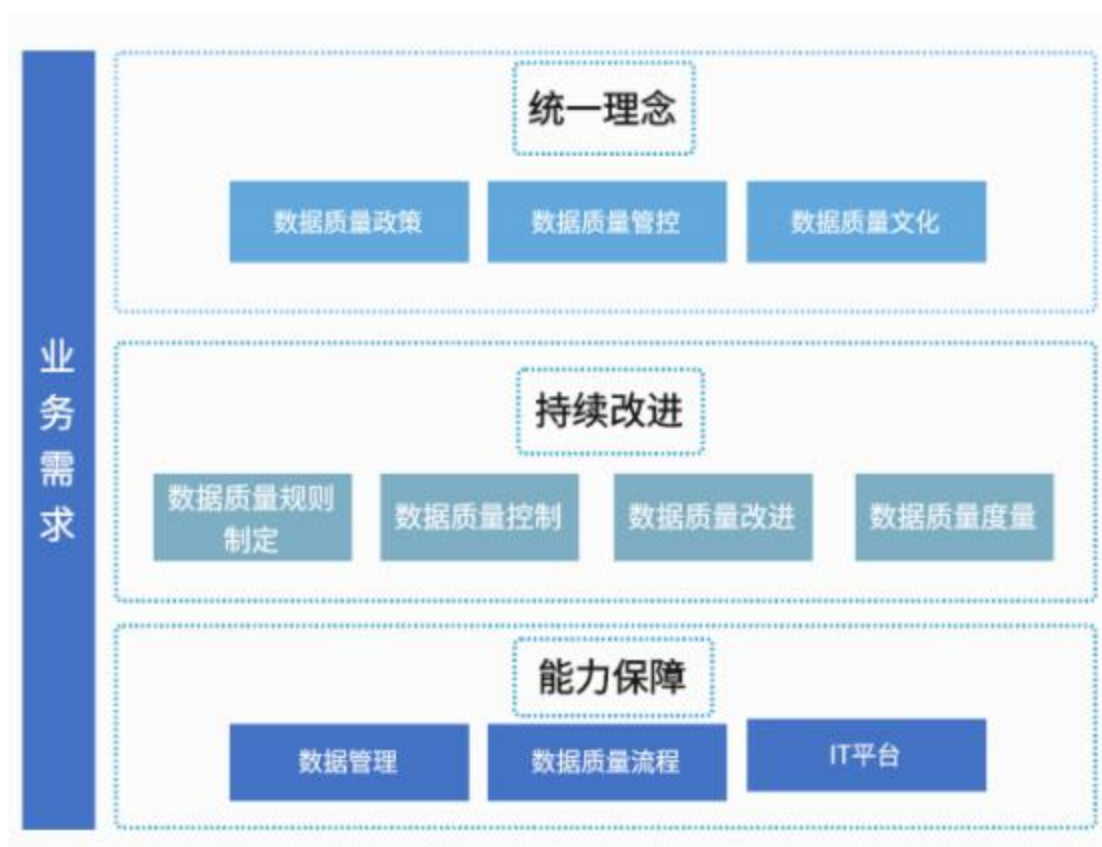 业务需求
统一理念
数据质量政策
数据质量管控
数据质量文化
持续改进
数据质量规则
制定
数据质量控制
数据质量改进
数据质量度量
能力保障
数据管理
数据质量流程
IT平台